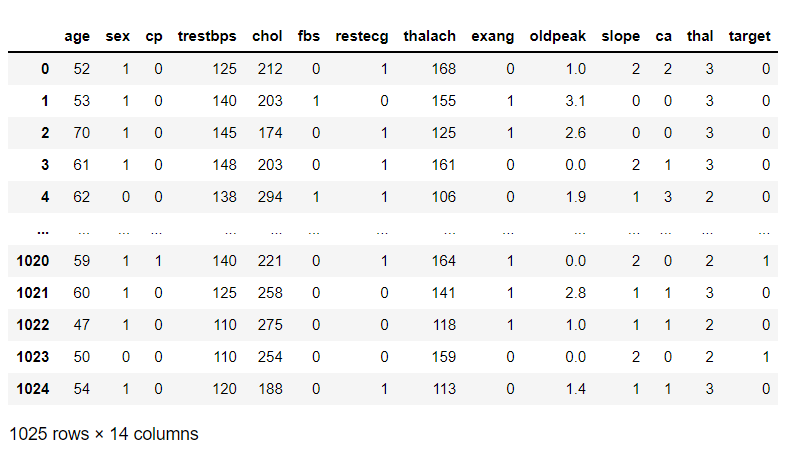 age sex cp trestbps chol fbs restecg thalach exang oldpeak slope ca thal target
0 52 1 0 125 212 0 1 168 0 1.0 2 2 3 0
1 53 1 0 140 203 1 0 155 1 3.1 0 0 3 0
2 70 1 0 145 174 0 1 125 1 2.6 0 0 3 0
3 61 1 0 148 203 0 1 161 0 0.0 2 1 3 0
4 62 0 0 138 294 1 1 106 0 1.9 1 3 2 0
... ... ... ... ... ... ... ... ... ... ... ... ... ... ...
1020 59 1 1 140 221 0 1 164 1 0.0 2 0 2 1
1021 60 1 0 125 258 0 0 141 1 2.8 1 1 3 0
1022 47 1 0 110 275 0 0 118 1 1.0 1 1 2 0
1023 50 0 0 110 254 0 0 159 0 0.0 2 0 2 1
1024 54 1 0 120 188 0 1 113 0 1.4 1 1 3 0
1025 rows × 14 columns